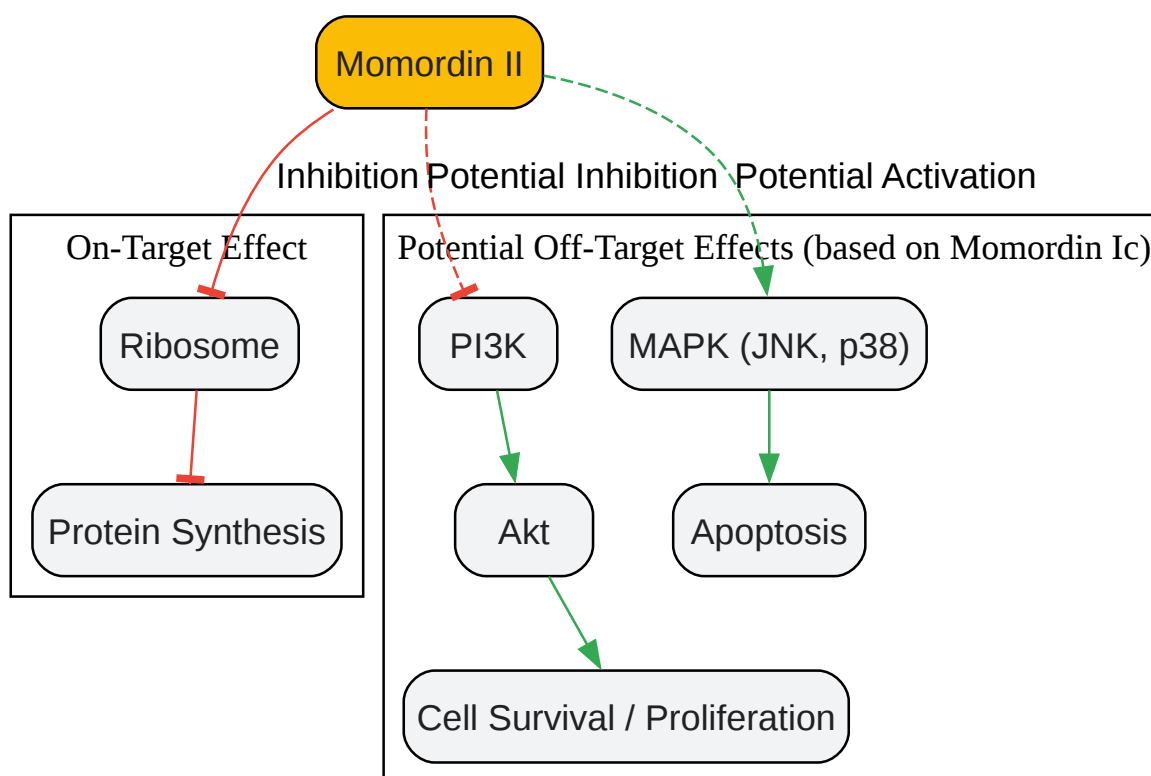 Momordin II
Inhibition
Potential Inhibition
Potential Activation
On-Target Effect
Potential Off-Target Effects (based on Momordin Ic)
Ribosome
PI3K
MAPK (JNK, p38)
Protein Synthesis
Akt
Apoptosis
Cell Survival / Proliferation